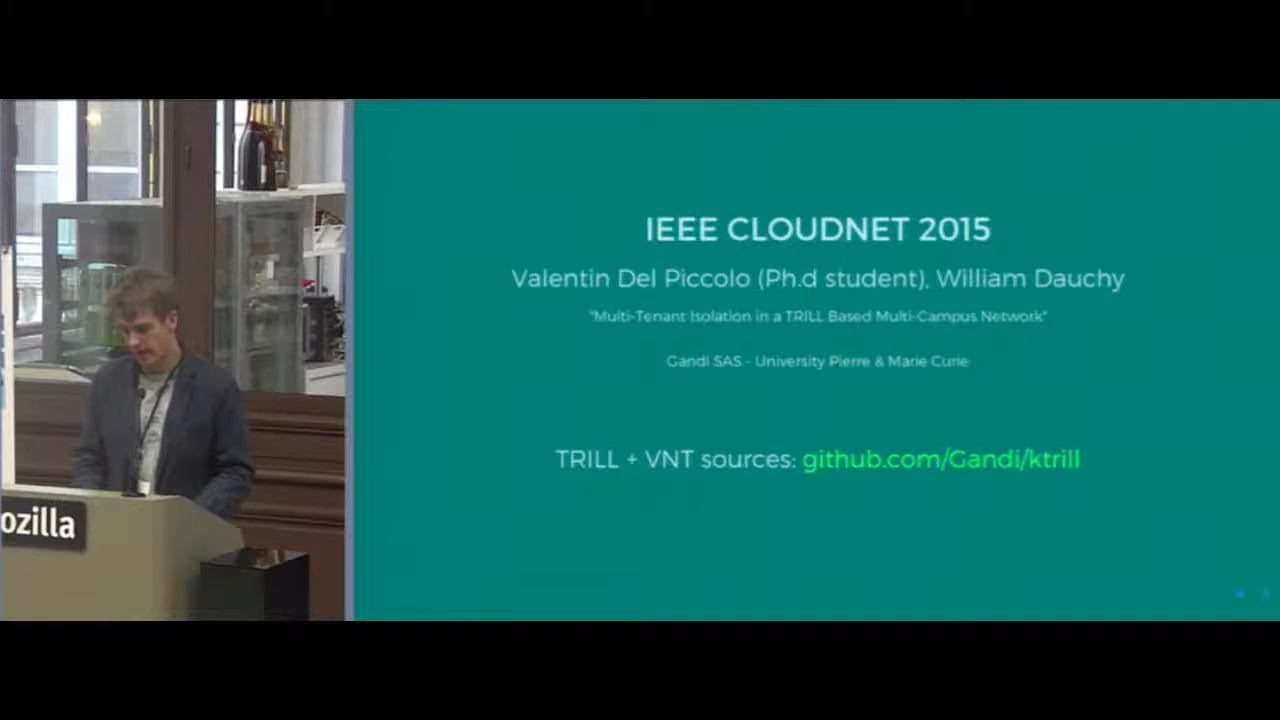 IEEE CLOUDNET 2015
Valentin Del Piccolo (Ph.d student), William Dauchy
"Multi-Tenant Isolation in a TRILL Based Multi-Campus Network"
Gandi SAS - University Pierre & Marie Curie
TRILL + VNT sources: github.com/Gandi/ktrill
ozilla